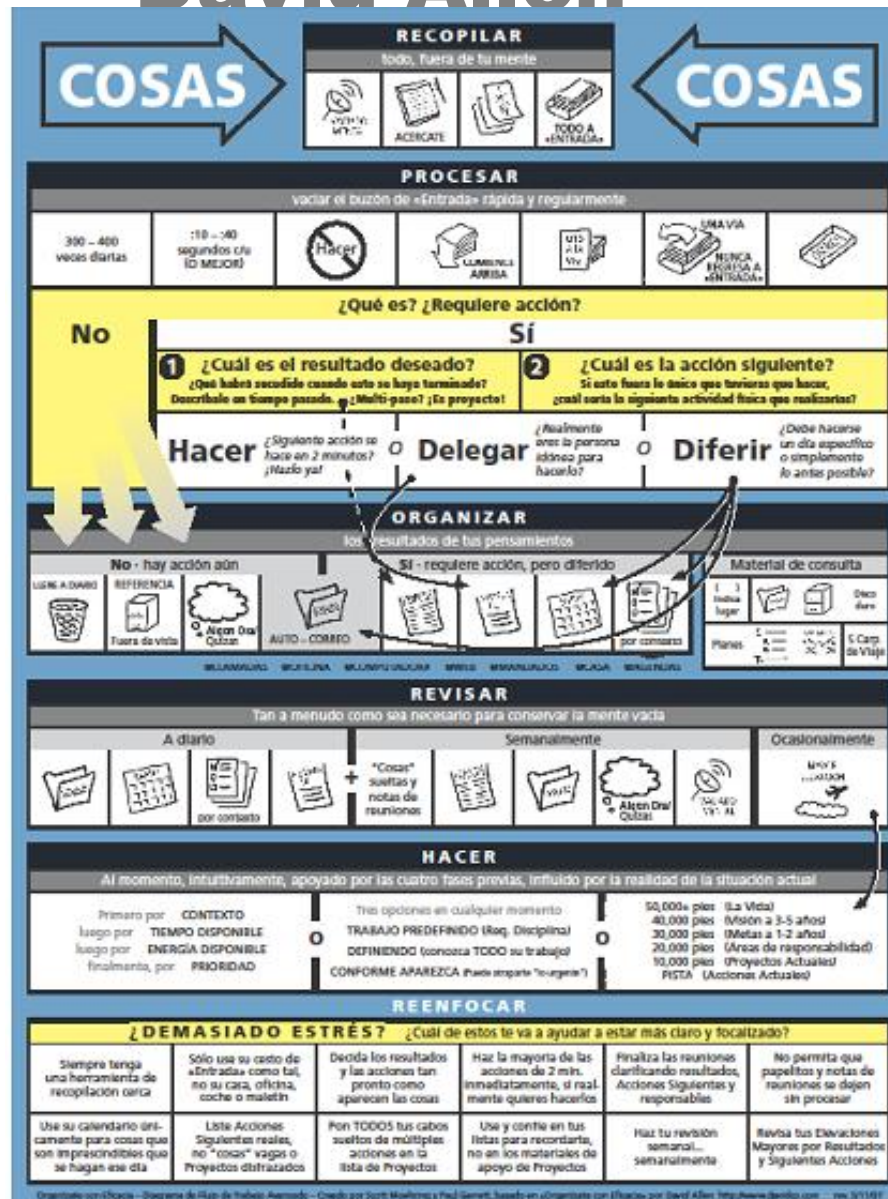 David Allen
COSAS
RECOPILAR
todo, fuera de tu mente
ACERCATE
TODO A
«ENTRADA»
COSAS
PROCESAR
vaciar el buzón de «Entrada» rápida y regularmente
300 – 400
veces diarias
:10 – :40
segundos c/u
(O MEJOR)
Hacer
COMIENCE
ARRIBA
UNA VÍA
NUNCA
REGRESA A
«ENTRADA»
¿Qué es? ¿Requiere acción?
No
Sí
1 ¿Cuál es el resultado deseado?
¿Qué habrá sucedido cuando esto se haya terminado?
Descríbalo en tiempo pasado. ¿Multi-paso? ¡Es proyecto!
2 ¿Cuál es la acción siguiente?
Si esto fuera lo único que tuvieras que hacer,
¿cuál sería la siguiente actividad física que realizarías?
Hacer
¿Siguiente acción se
hace en 2 minutos?
¡Hazlo ya!
o
Delegar
¿Realmente
eres la persona
idónea para
hacerlo?
o
Diferir
¿Debe hacerse
un día específico
o simplemente
lo antes posible?
ORGANIZAR
los resultados de tus pensamientos
No - hay acción aún
Sí - requiere acción, pero diferido
Material de consulta
REFERENCIA
Fuera de vista
Algún Día/
Quizás
AUTO – CORREO
por contexto
Indica
lugar
Disco
duro
Planes
Carp.
de Viaje
REVISAR
Tan a menudo como sea necesario para conservar la mente vacía
A diario
Semanalmente
Ocasionalmente
por contexto
+
"Cosas"
sueltas y
notas de
reuniones
Algún Día/
Quizás
HACER
Al momento, intuitivamente, apoyado por las cuatro fases previas, influido por la realidad de la situación actual
Primero por CONTEXTO
luego por TIEMPO DISPONIBLE
luego por ENERGÍA DISPONIBLE
finalmente, por PRIORIDAD
O
Tres opciones en cualquier momento
TRABAJO PREDEFINIDO (Req. Disciplina)
DEFINIENDO (conozca TODO su trabajo)
CONFORME APAREZCA
O
50,000+ pies (La Vida)
40,000 pies (Visión a 3-5 años)
30,000 pies (Metas a 1-2 años)
20,000 pies (Áreas de responsabilidad)
10,000 pies (Proyectos Actuales)
PISTA (Acciones Actuales)
REENFOCAR
¿DEMASIADO ESTRÉS? ¿Cuál de estos te va a ayudar a estar más claro y focalizado?
Siempre tenga
una herramienta de
recopilación cerca
Sólo use su cesto de
«Entrada» como tal,
no su casa, oficina,
coche o maletín
Decida los resultados
y las acciones tan
pronto como
aparecen las cosas
Haz la mayoría de las
acciones de 2 min.
inmediatamente, si real-
mente quieres hacerlos
Finaliza las reuniones
clarificando resultados,
Acciones Siguientes y
responsables
No permita que
papelitos y notas de
reuniones se dejen
sin procesar
Use su calendario úni-
camente para cosas que
son imprescindibles que
se hagan ese día
Liste Acciones
Siguientes reales,
no "cosas" vagas o
Proyectos disfrazados
Pon TODOS tus cabos
sueltos de múltiples
acciones en la
lista de Proyectos
Use y confíe en tus
listas para recordarte,
no en los materiales de
apoyo de Proyectos
Haz tu revisión
semanal...
semanalmente
Revisa tus Elevaciones
Mayores por Resultados
y Siguientes Acciones